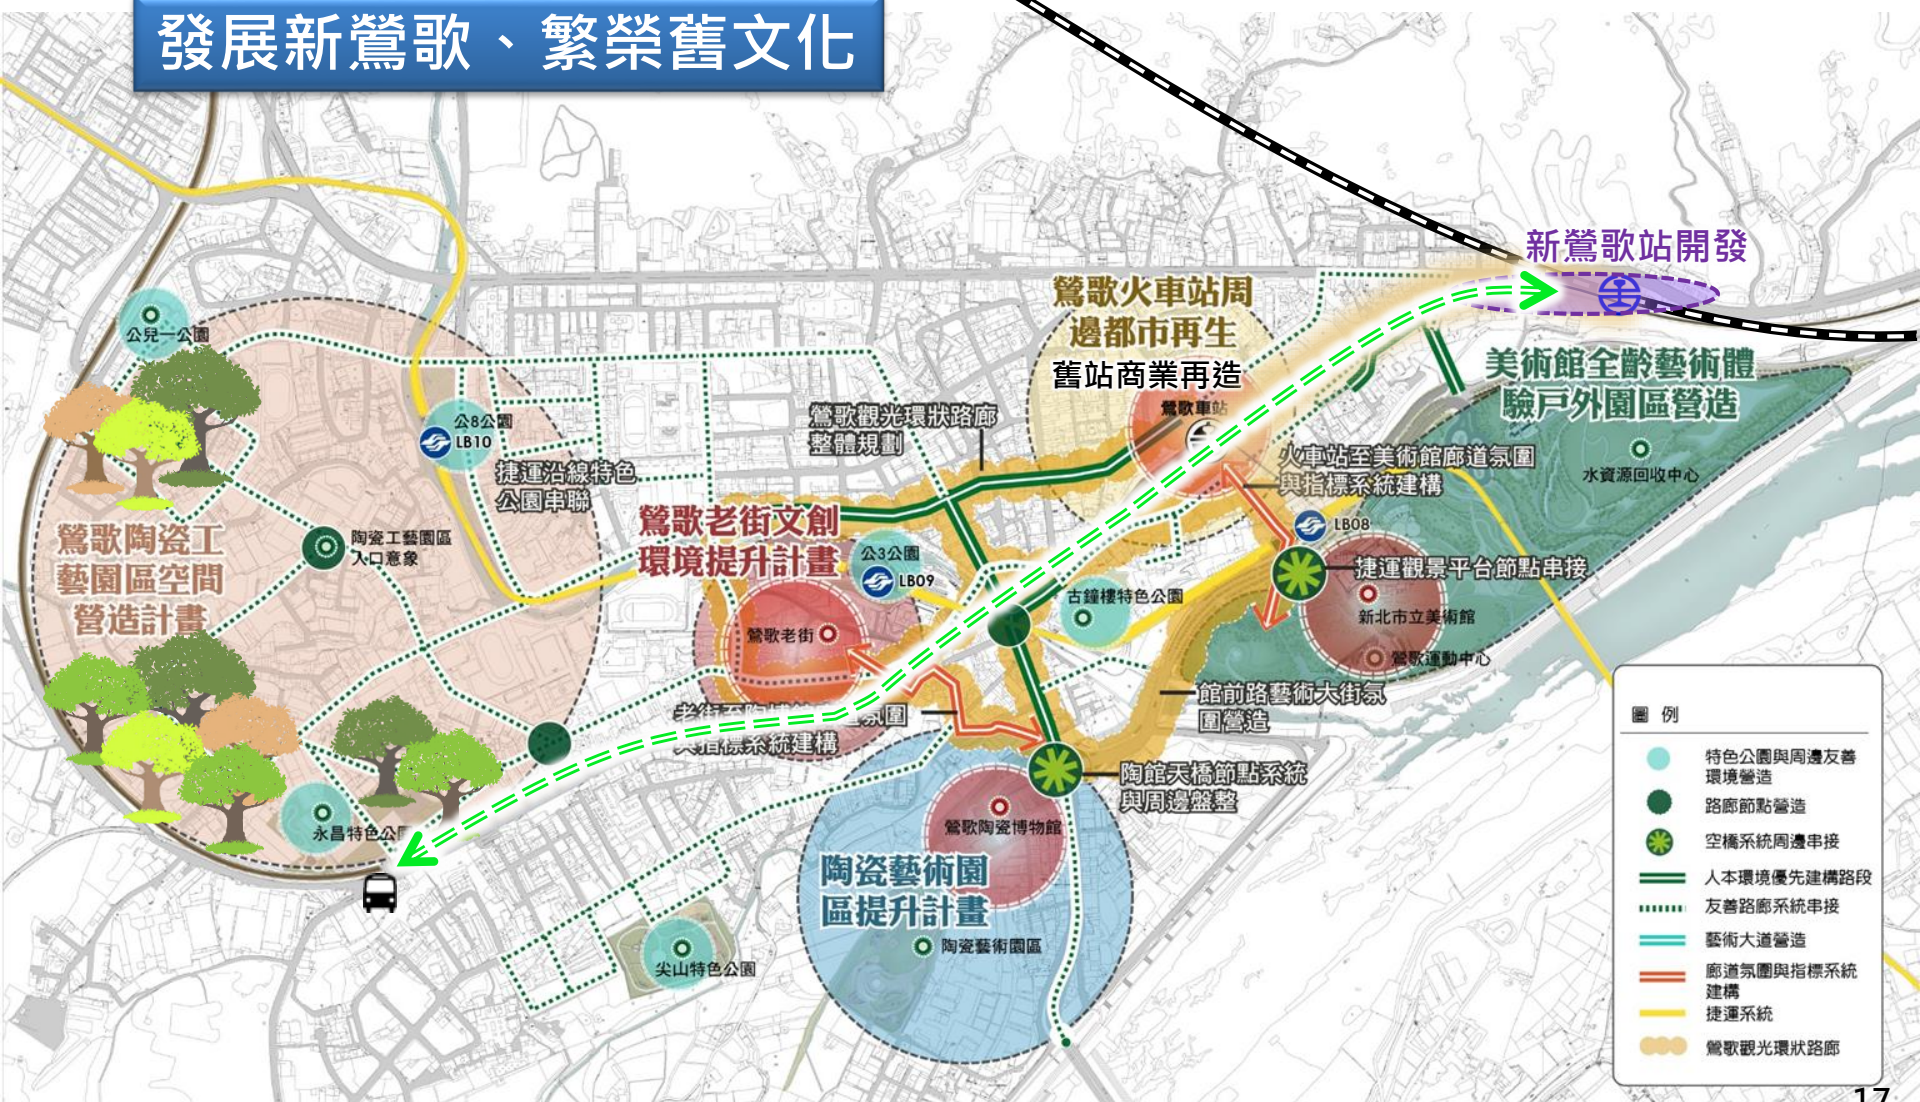 發展新鶯歌、繁榮舊文化
新鶯歌站開發
鶯歌火車站周
邊都市再生
舊站商業再造
鶯歌車站
美術館全齡藝術體
驗戶外園區營造
水資源回收中心
公兒一公園
公8公園
LB10
捷運沿線特色
公園串聯
鶯歌觀光環狀路廊
整體規劃
火車站至美術館廊道氛圍
與指標系統建構
LB08
捷運觀景平台節點串接
新北市立美術館
鶯歌運動中心
鶯歌陶瓷工
藝園區空間
營造計畫
陶瓷工藝園區
入口意象
鶯歌老街文創
環境提升計畫
公3公園
LB09
鶯歌老街
古鐘樓特色公園
館前路藝術大街氛
圍營造
氛圍
指標系統建構
陶館天橋節點系統
與周邊盤整
鶯歌陶瓷博物館
陶瓷藝術園
區提升計畫
陶瓷藝術園區
永昌特色公
尖山特色公園
圖 例
特色公園與周邊友善
環境營造
路廊節點營造
空橋系統周邊串接
人本環境優先建構路段
友善路廊系統串接
藝術大道營造
廊道氛圍與指標系統
建構
捷運系統
鶯歌觀光環狀路廊
17